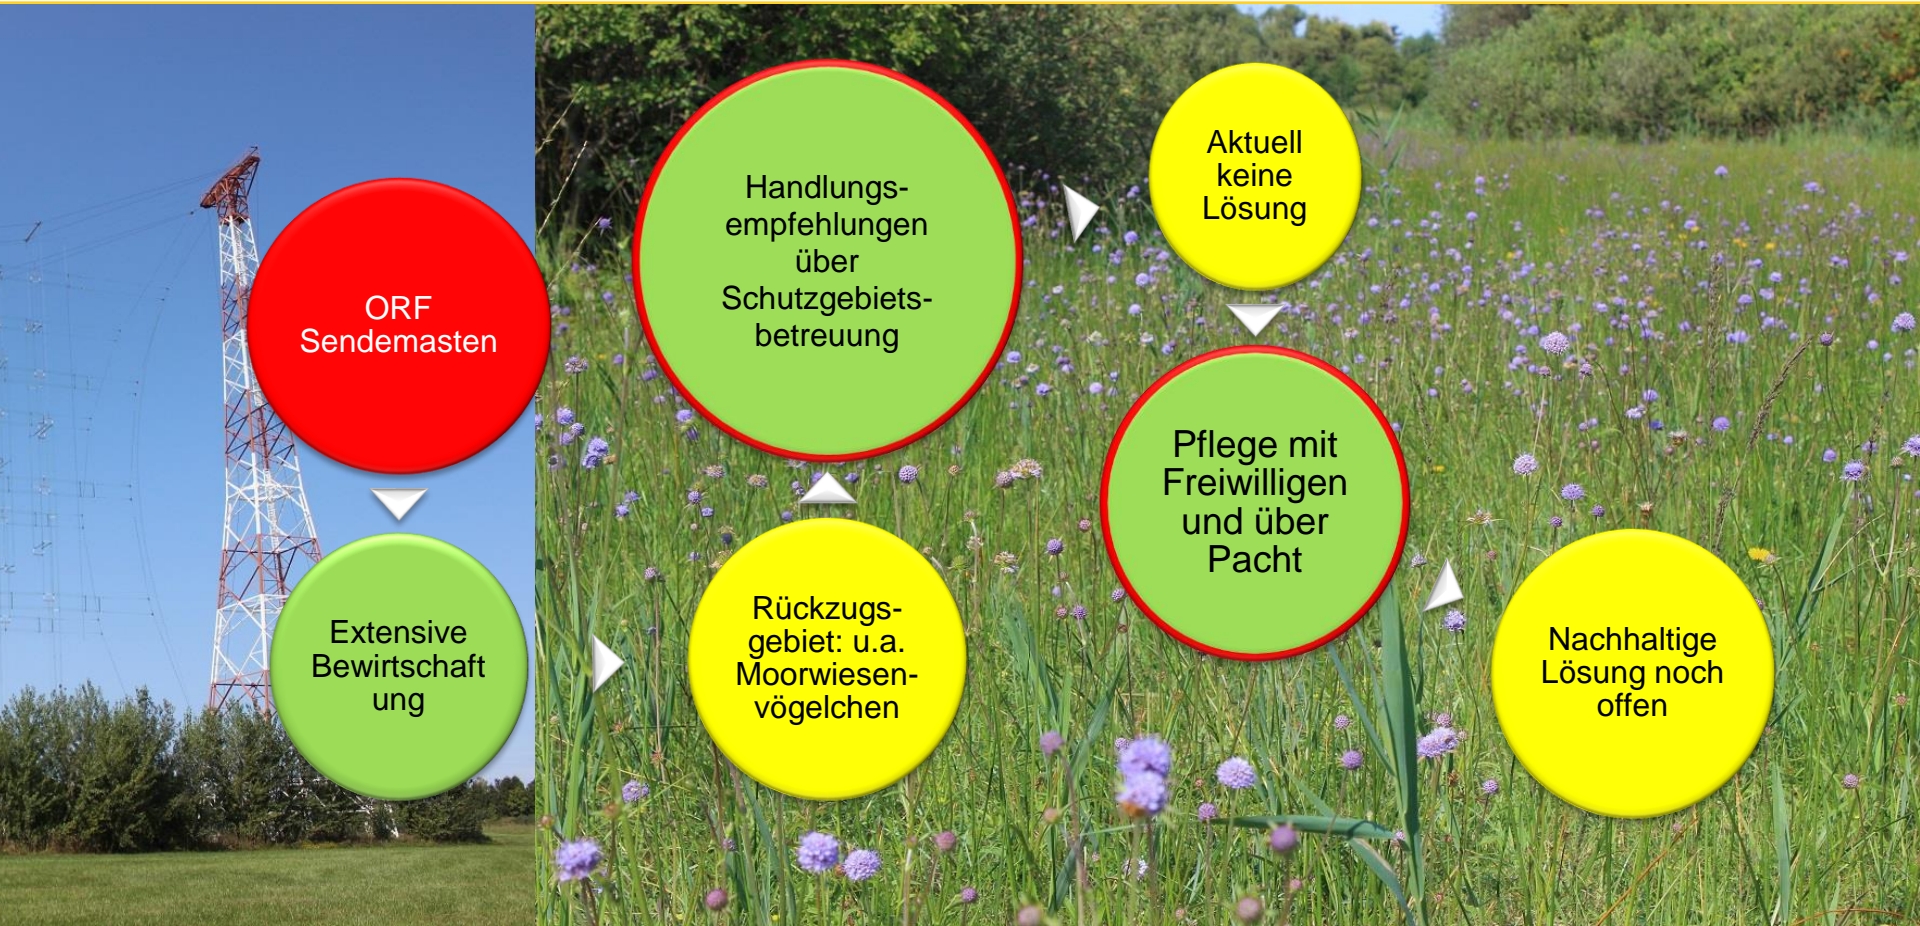 ORF
Sendemasten
Extensive
Bewirtschaft
ung
Rückzugs-
gebiet: u.a.
Moorwiesen-
vögelchen
Handlungs-
empfehlungen
über
Schutzgebiets-
betreuung
Aktuell
keine
Lösung
Pflege mit
Freiwilligen
und über
Pacht
Nachhaltige
Lösung noch
offen